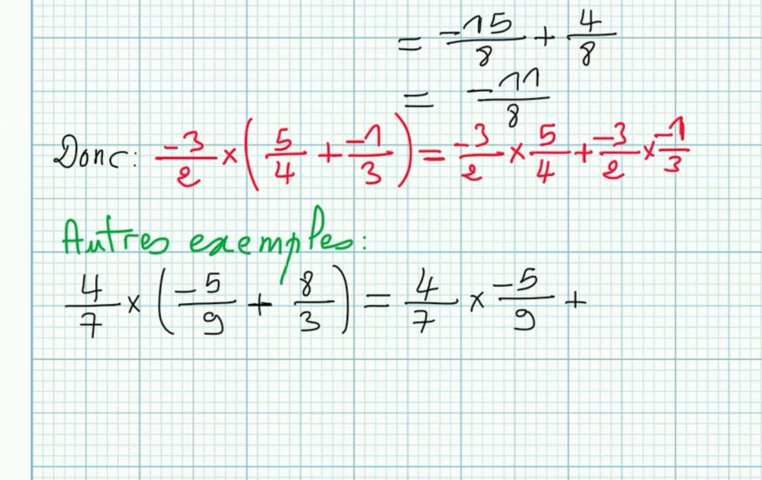 = -15/8 + 4/8
= -11/8
Donc: -3/2 × (5/4 + -1/3) = -3/2 × 5/4 + -3/2 × -1/3
Autres exemples:
4/7 × (-5/9 + 8/3) = 4/7 × -5/9 +